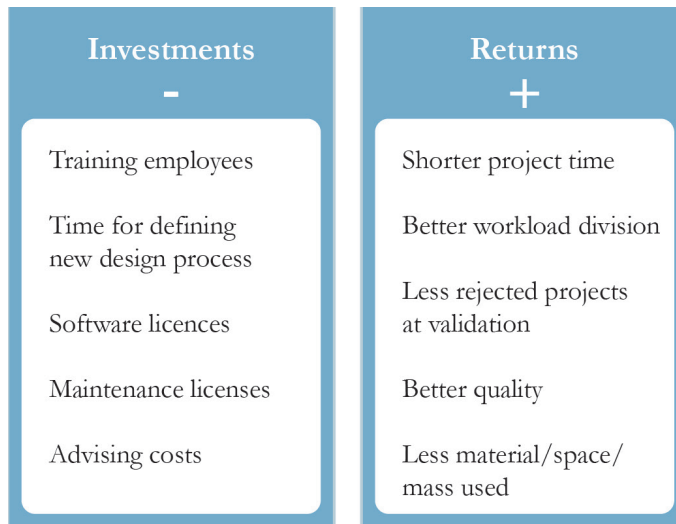 Investments
-
Training employees
Time for defining
new design process
Software licences
Maintenance licenses
Advising costs
Returns
+
Shorter project time
Better workload division
Less rejected projects
at validation
Better quality
Less material/space/
mass used